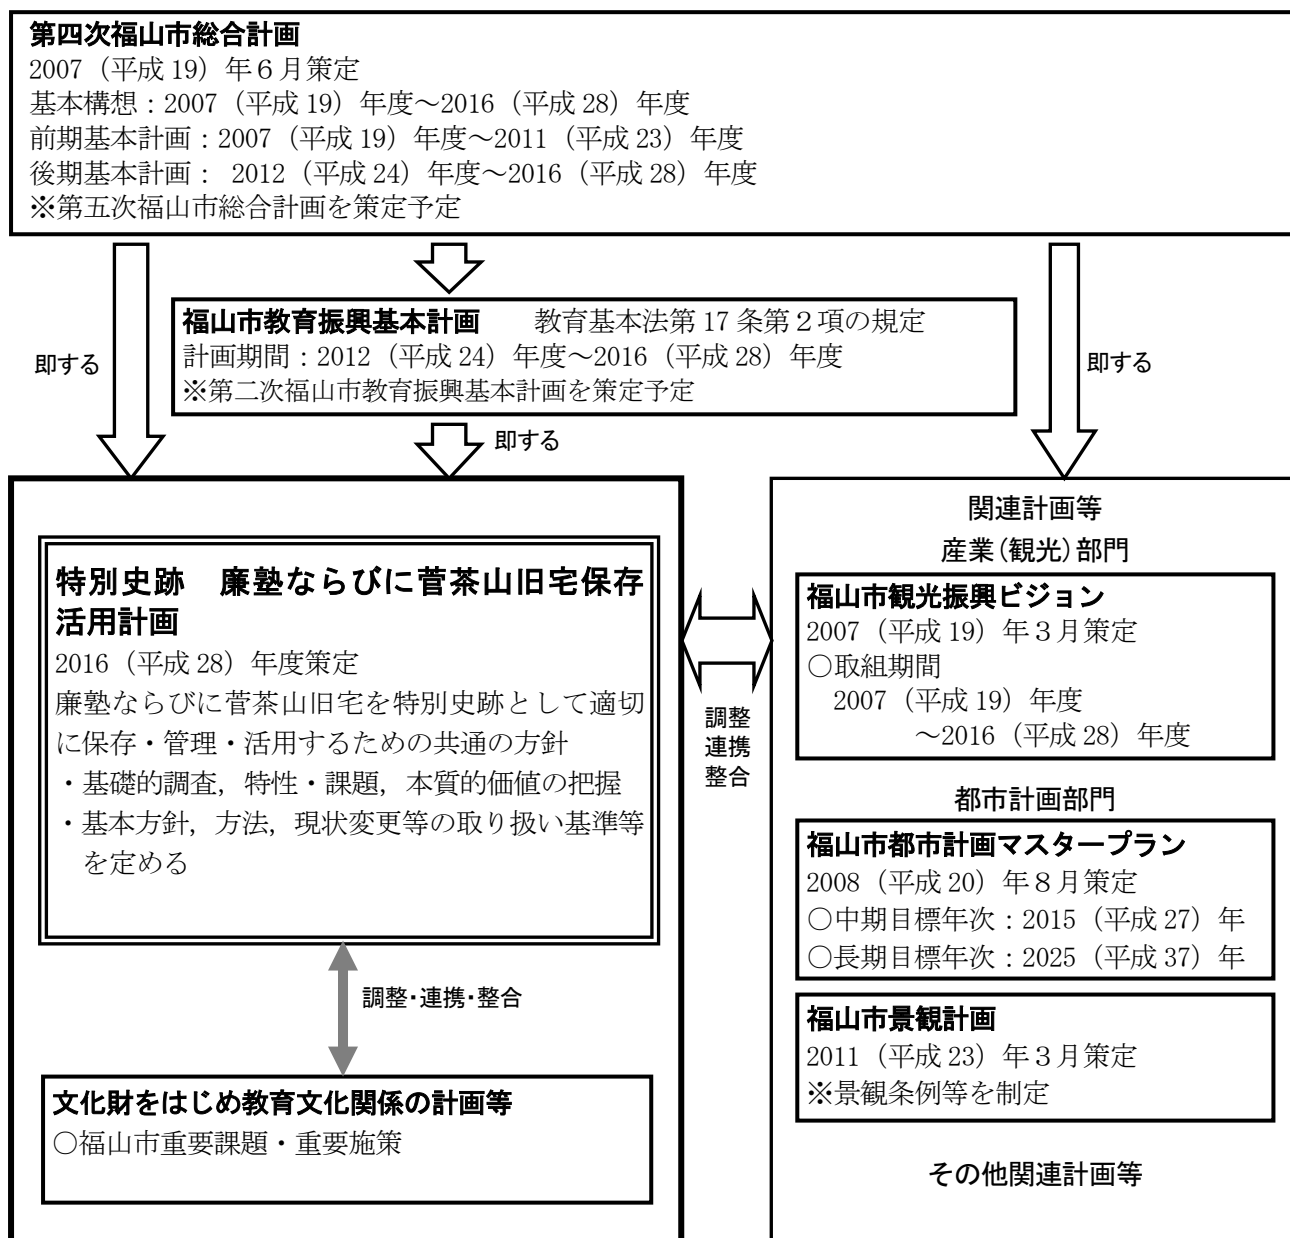 第四次福山市総合計画
2007（平成 19）年６月策定
基本構想：2007（平成 19）年度～2016（平成 28）年度
前期基本計画：2007（平成 19）年度～2011（平成 23）年度
後期基本計画： 2012（平成 24）年度～2016（平成 28）年度
※第五次福山市総合計画を策定予定
福山市教育振興基本計画　　教育基本法第 17 条第２項の規定
計画期間：2012（平成 24）年度～2016（平成 28）年度
※第二次福山市教育振興基本計画を策定予定
即する
即する
即する
特別史跡　廉塾ならびに菅茶山旧宅保存
活用計画
2016（平成 28）年度策定
廉塾ならびに菅茶山旧宅を特別史跡として適切
に保存・管理・活用するための共通の方針
・基礎的調査，特性・課題，本質的価値の把握
・基本方針，方法，現状変更等の取り扱い基準等
を定める
調整・連携・整合
文化財をはじめ教育文化関係の計画等
○福山市重要課題・重要施策
調整
連携
整合
関連計画等
産業（観光）部門
福山市観光振興ビジョン
2007（平成 19）年３月策定
○取組期間
2007（平成 19）年度
～2016（平成 28）年度
都市計画部門
福山市都市計画マスタープラン
2008（平成 20）年８月策定
○中期目標年次：2015（平成 27）年
○長期目標年次：2025（平成 37）年
福山市景観計画
2011（平成 23）年３月策定
※景観条例等を制定
その他関連計画等